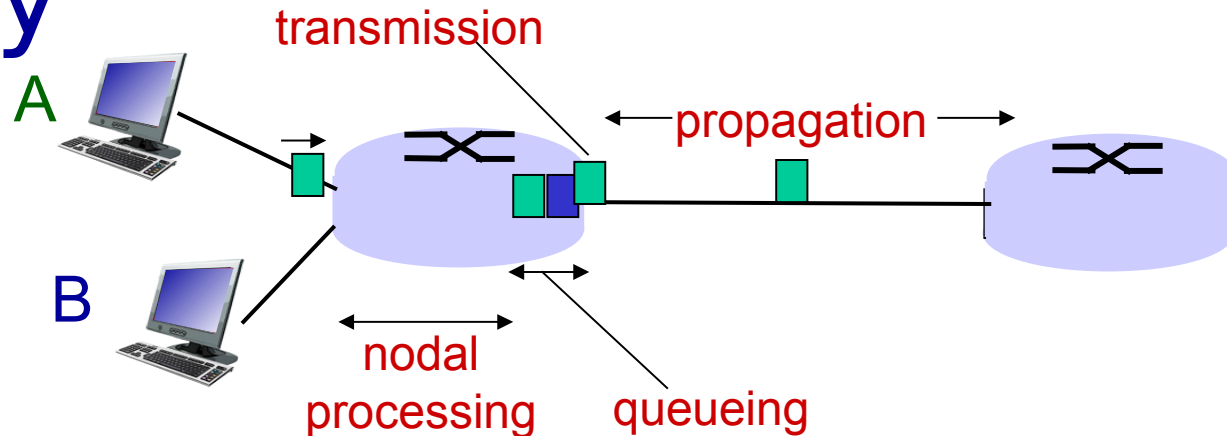 y
transmission
A
propagation
B
nodal
processing
queueing